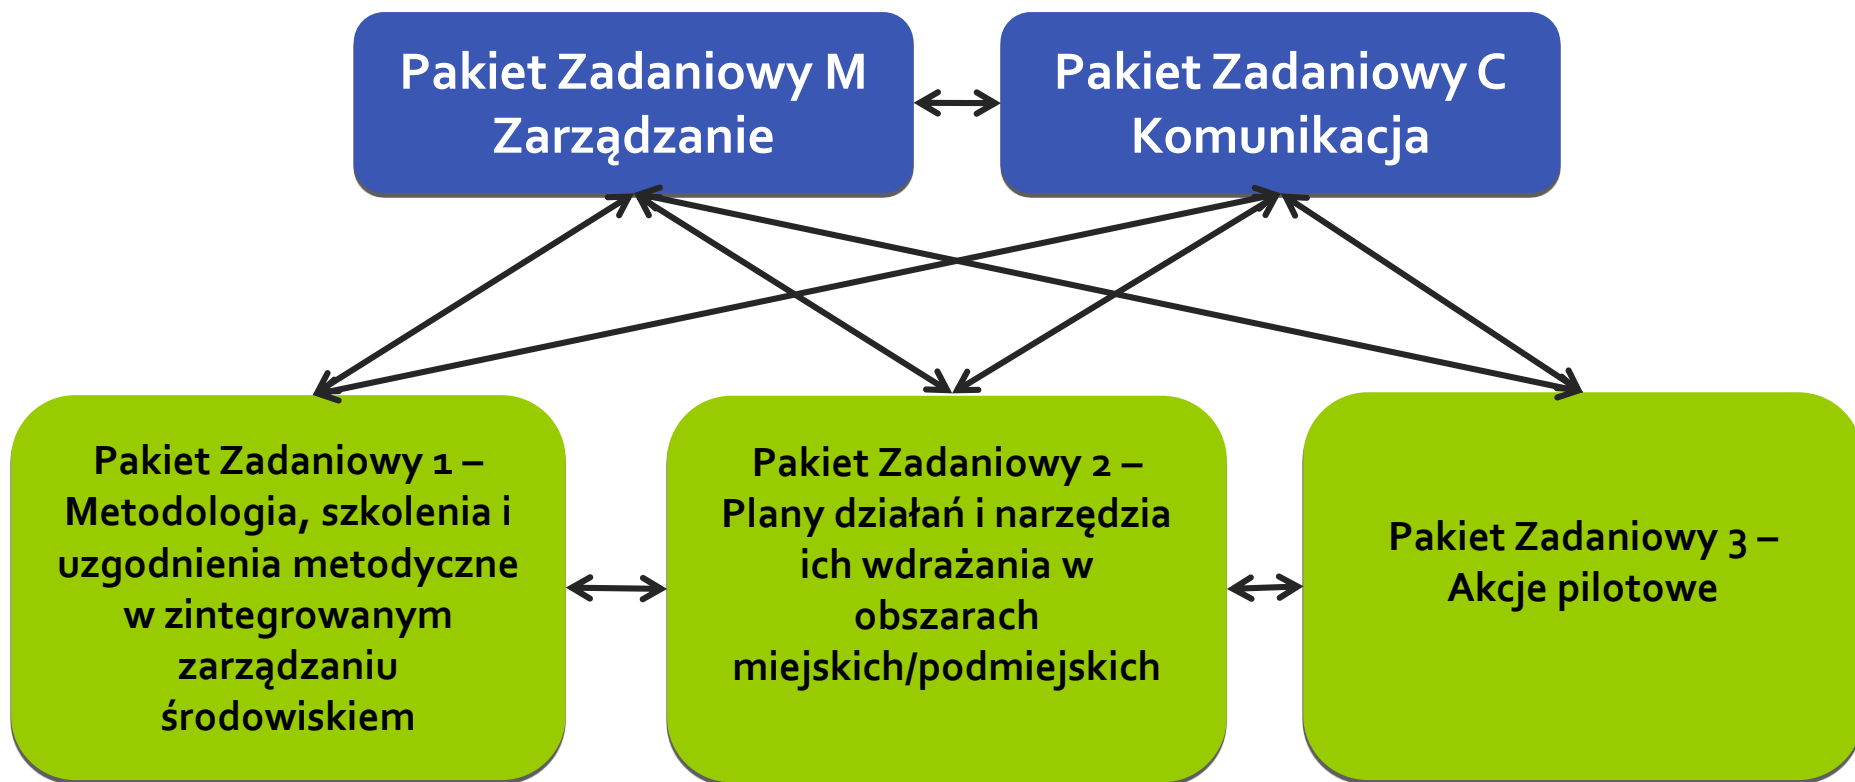 Pakiet Zadaniowy M
Zarządzanie
Pakiet Zadaniowy C
Komunikacja
Pakiet Zadaniowy 1 –
Metodologia, szkolenia i
uzgodnienia metodyczne
w zintegrowanym
zarządzaniu
środowiskiem
Pakiet Zadaniowy 2 –
Plany działań i narzędzia
ich wdrażania w
obszarach
miejskich/podmiejskich
Pakiet Zadaniowy 3 –
Akcje pilotowe